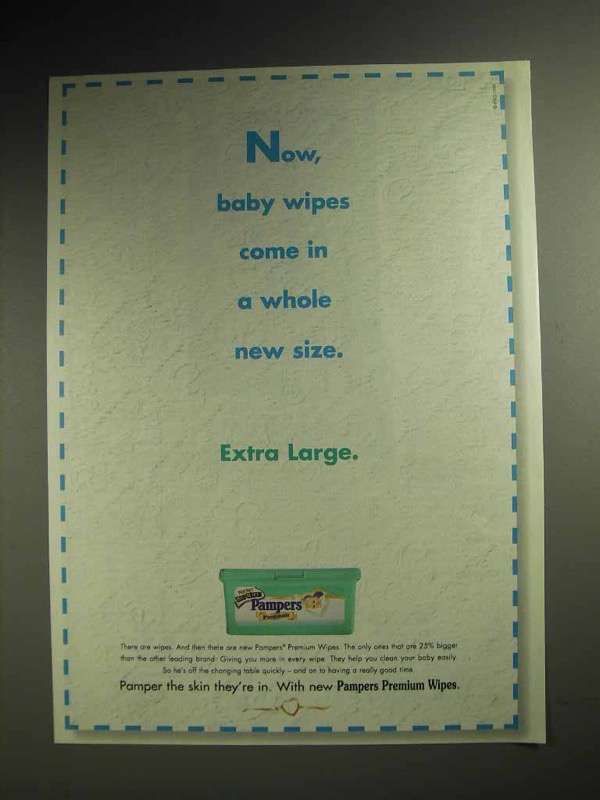 Now,
baby wipes
come in
a whole
new size.
Extra Large.
Pampers
Premium
There are wipes. And then there are new Pampers® Premium Wipes. The only ones that are 25% bigger
than the other leading brand. Giving you more in every wipe. They help you clean your baby easily.
So he's off the changing table quickly – and on to having a really good time.
Pamper the skin they're in. With new Pampers Premium Wipes.